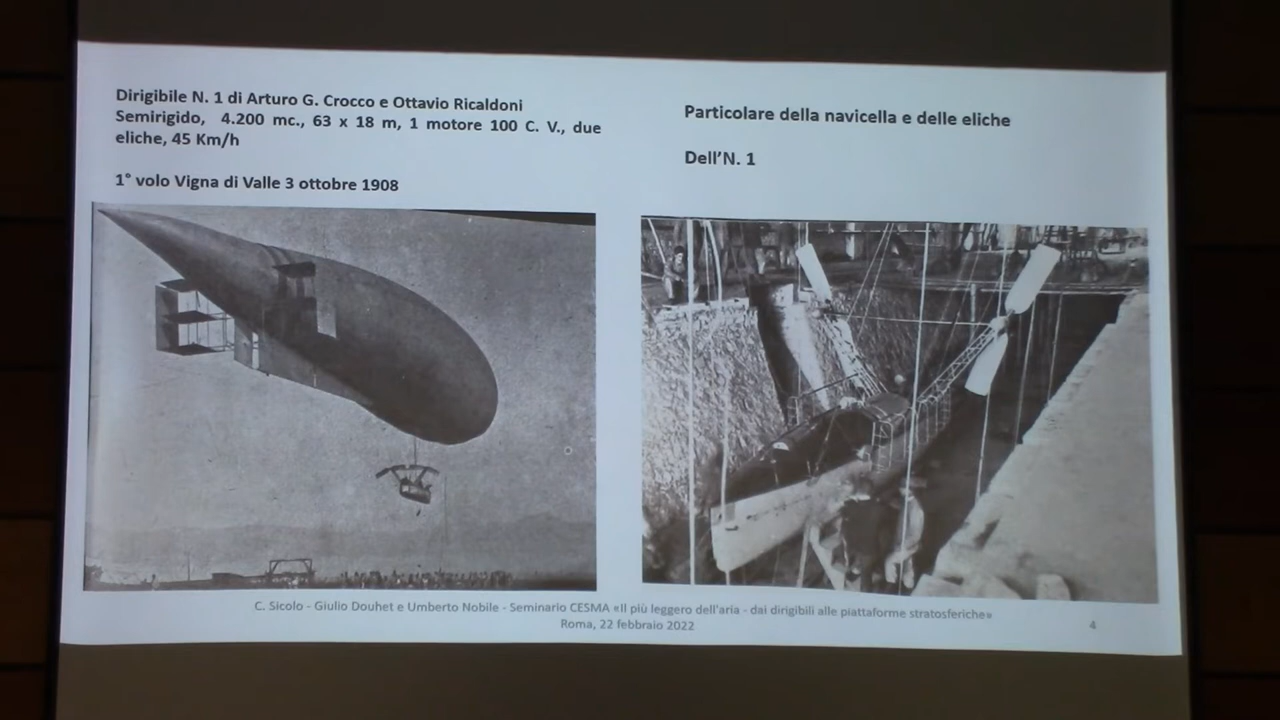 Dirigibile N. 1 di Arturo G. Crocco e Ottavio Ricaldoni
Semirigido, 4.200 mc., 63 x 18 m, 1 motore 100 C. V., due
eliche, 45 Km/h
1° volo Vigna di Valle 3 ottobre 1908
Particolare della navicella e delle eliche
Dell'N. 1
C. Sicolo - Giulio Douhet e Umberto Nobile - Seminario CESMA «Il più leggero dell'aria - dai dirigibili alle piattaforme stratosferiche»
Roma, 22 febbraio 2022
4